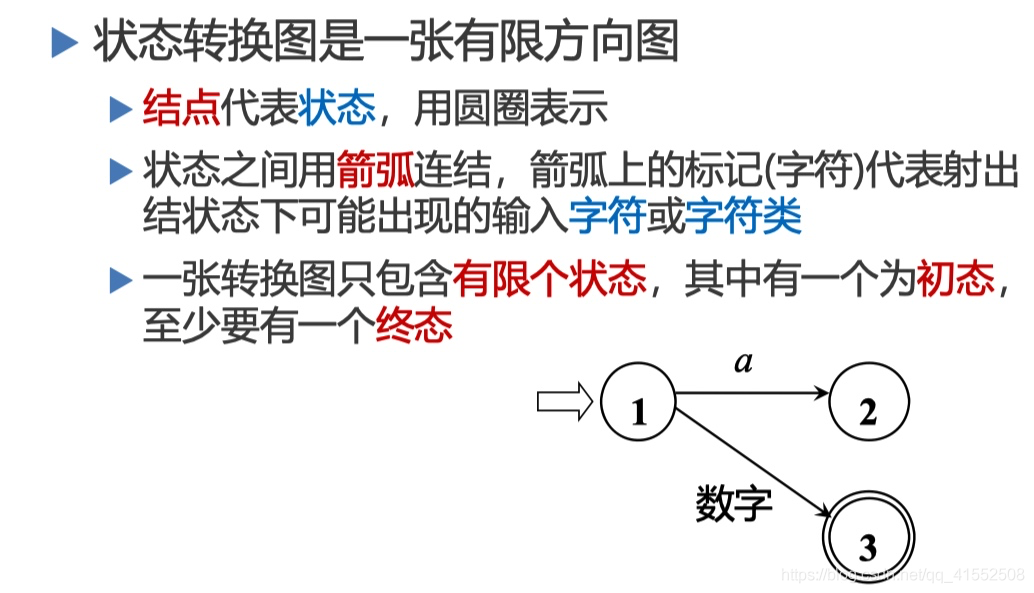 状态转换图是一张有限方向图
结点代表状态，用圆圈表示
状态之间用箭弧连结，箭弧上的标记(字符)代表射出
结状态下可能出现的输入字符或字符类
一张转换图只包含有限个状态，其中有一个为初态，
至少要有一个终态
a
1
2
数字
3
https://blog.csdn.net/qq_41552508